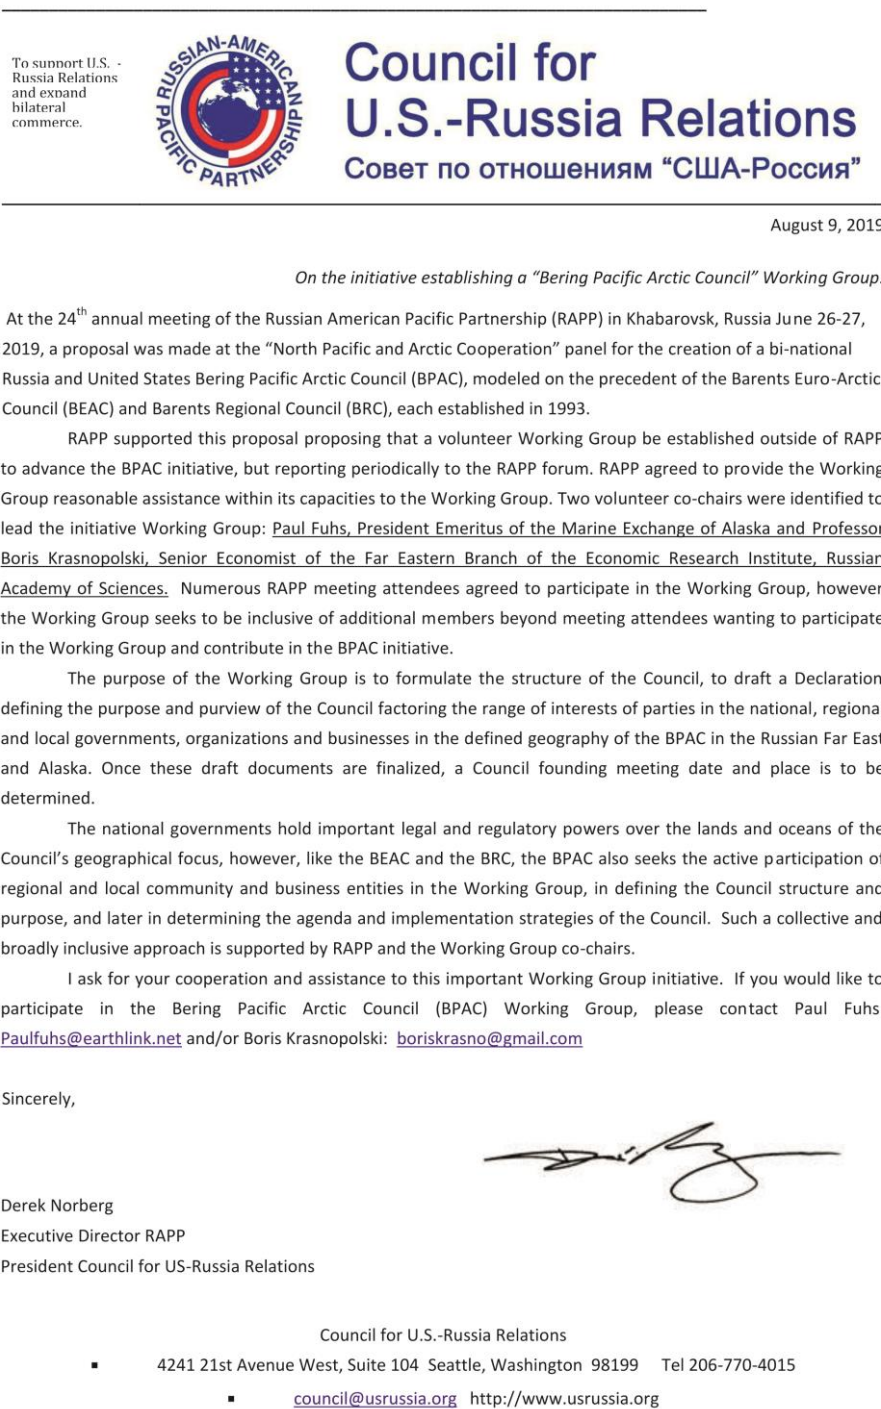 To support U.S. -
Russia Relations
and expand
bilateral
commerce.
RUSSIAN-AMERICAN
PACIFIC PARTNERSHIP
Council for
U.S.-Russia Relations
Совет по отношениям “США-Россия”
August 9, 2019
On the initiative establishing a “Bering Pacific Arctic Council” Working Group.
At the 24th annual meeting of the Russian American Pacific Partnership (RAPP) in Khabarovsk, Russia June 26-27,
2019, a proposal was made at the “North Pacific and Arctic Cooperation” panel for the creation of a bi-national
Russia and United States Bering Pacific Arctic Council (BPAC), modeled on the precedent of the Barents Euro-Arctic
Council (BEAC) and Barents Regional Council (BRC), each established in 1993.
RAPP supported this proposal proposing that a volunteer Working Group be established outside of RAPP
to advance the BPAC initiative, but reporting periodically to the RAPP forum. RAPP agreed to provide the Working
Group reasonable assistance within its capacities to the Working Group. Two volunteer co-chairs were identified to
lead the initiative Working Group: Paul Fuhs, President Emeritus of the Marine Exchange of Alaska and Professor
Boris Krasnopolski, Senior Economist of the Far Eastern Branch of the Economic Research Institute, Russian
Academy of Sciences. Numerous RAPP meeting attendees agreed to participate in the Working Group, however
the Working Group seeks to be inclusive of additional members beyond meeting attendees wanting to participate
in the Working Group and contribute in the BPAC initiative.
The purpose of the Working Group is to formulate the structure of the Council, to draft a Declaration
defining the purpose and purview of the Council factoring the range of interests of parties in the national, regional
and local governments, organizations and businesses in the defined geography of the BPAC in the Russian Far East
and Alaska. Once these draft documents are finalized, a Council founding meeting date and place is to be
determined.
The national governments hold important legal and regulatory powers over the lands and oceans of the
Council’s geographical focus, however, like the BEAC and the BRC, the BPAC also seeks the active participation of
regional and local community and business entities in the Working Group, in defining the Council structure and
purpose, and later in determining the agenda and implementation strategies of the Council. Such a collective and
broadly inclusive approach is supported by RAPP and the Working Group co-chairs.
I ask for your cooperation and assistance to this important Working Group initiative. If you would like to
participate in the Bering Pacific Arctic Council (BPAC) Working Group, please contact Paul Fuhs
Paulfuhs@earthlink.net and/or Boris Krasnopolski: boriskrasno@gmail.com
Sincerely,
Derek Norberg
Executive Director RAPP
President Council for US-Russia Relations
Council for U.S.-Russia Relations
▪ 4241 21st Avenue West, Suite 104 Seattle, Washington 98199 Tel 206-770-4015
▪ council@usrussia.org http://www.usrussia.org